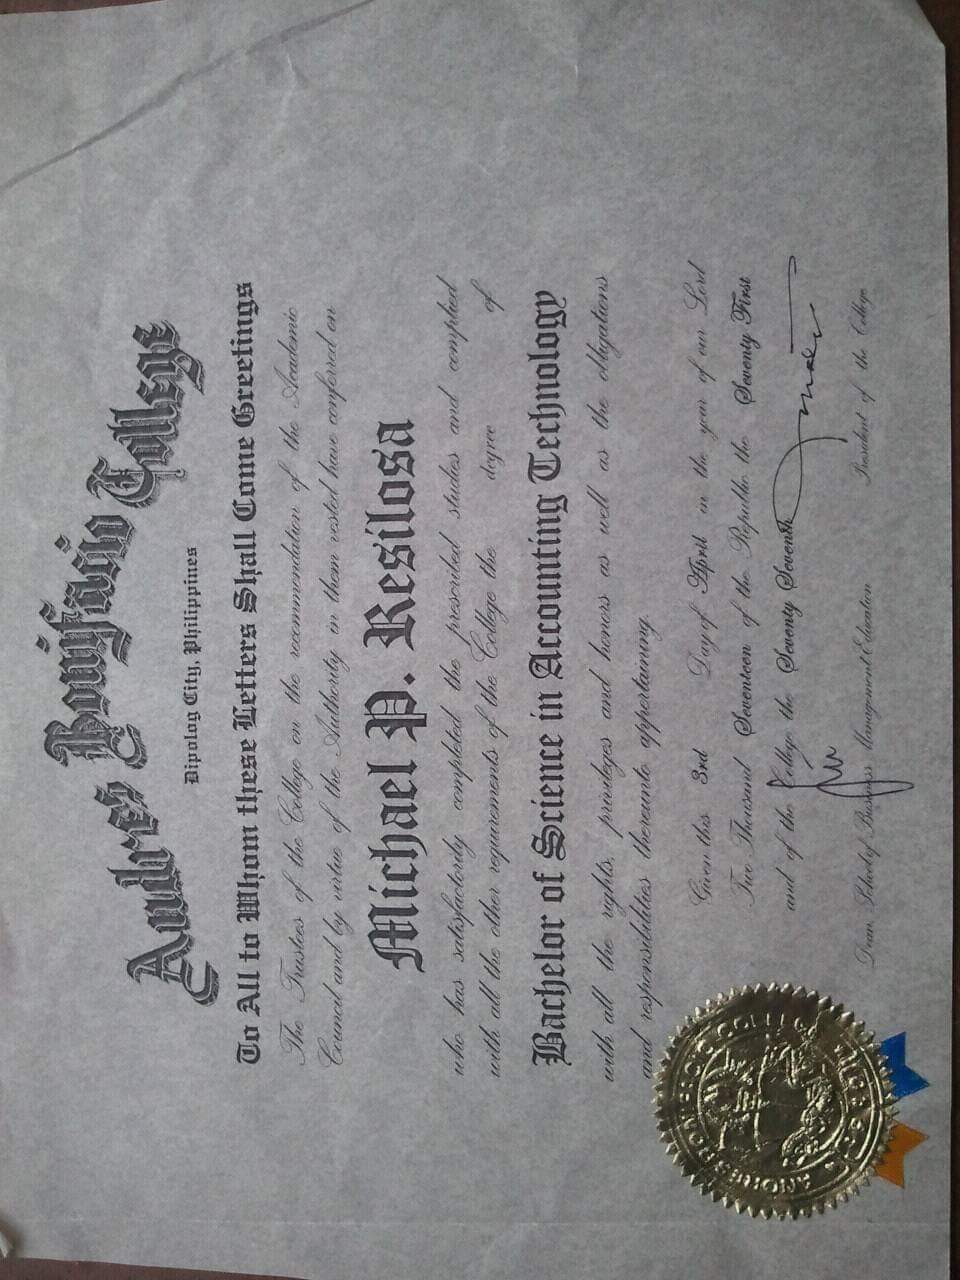 Andres Bonifacio College
Dipolog City, Philippines
To All to Whom these Letters Shall Come Greetings
The Trustees of the College on the recommendation of the Academic
Council and by virtue of the Authority in them vested have conferred on
Michael P. Resilosa
who has satisfactorily completed the prescribed studies and complied
with all the other requirements of the College the degree of
Bachelor of Science in Accounting Technology
with all the rights, privileges and honors as well as the obligations
and responsibilities thereunto appertaining.
Given this 3rd Day of April in the year of our Lord
Two Thousand Seventeen of the Republic the Seventy First
and of the College the Seventy Seventh
Dean, School of Business Management Education
President of the College
ANDRES BONIFACIO COLLEGE